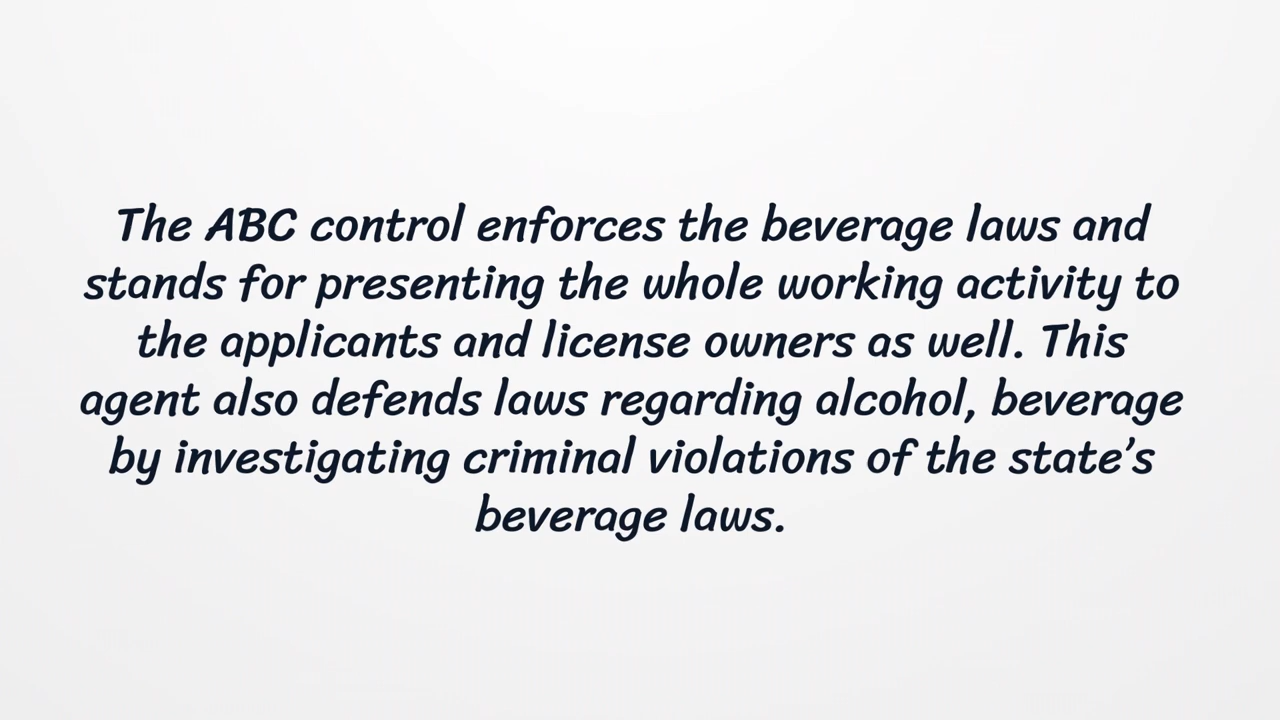 The ABC control enforces the beverage laws and
stands for presenting the whole working activity to
the applicants and license owners as well. This
agent also defends laws regarding alcohol, beverage
by investigating criminal violations of the state’s
beverage laws.